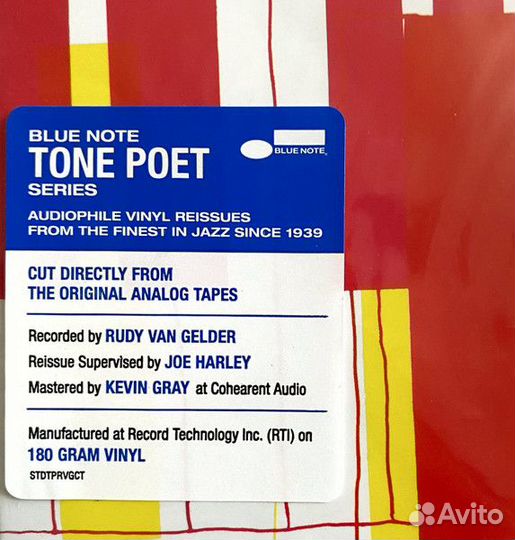 BLUE NOTE
TONE POET
SERIES
BLUE NOTE
AUDIOPHILE VINYL REISSUES
FROM THE FINEST IN JAZZ SINCE 1939
CUT DIRECTLY FROM
THE ORIGINAL ANALOG TAPES
Recorded by RUDY VAN GELDER
Reissue Supervised by JOE HARLEY
Mastered by KEVIN GRAY at Cohearent Audio
Manufactured at Record Technology Inc. (RTI) on
180 GRAM VINYL
STDTPRVGCT
Avito